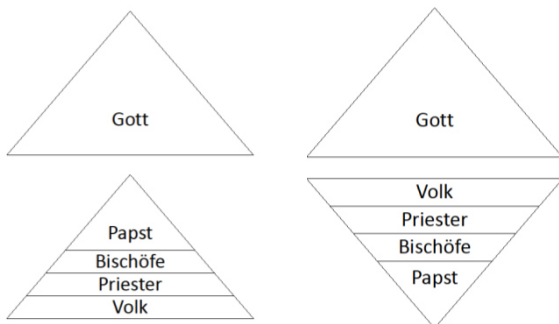 Gott
Papst
Bischöfe
Priester
Volk
Gott
Volk
Priester
Bischöfe
Papst